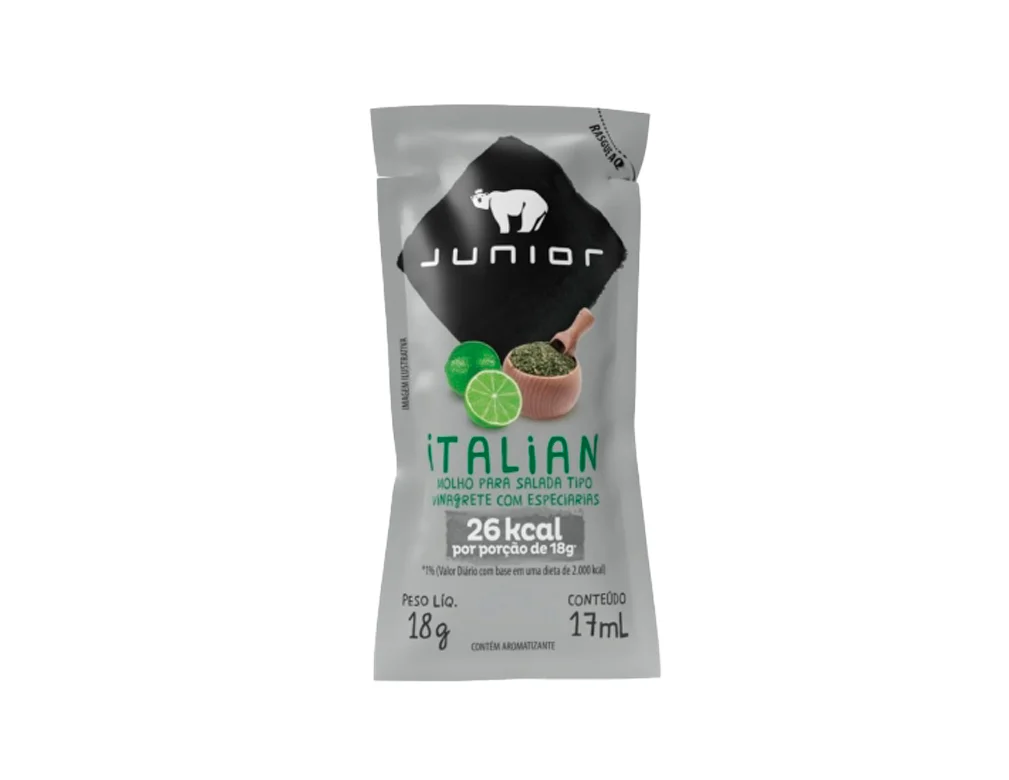 RASGUE AQ
JUNIOR
IMAGEM ILUSTRATIVA
iTALiAN
MOLHO PARA SALADA TIPO
VINAGRETE COM ESPECIARIAS
26 kcal
por porção de 18g*
*1% (Valor Diário com base em uma dieta de 2.000 kcal)
PESO LÍQ.
18g
CONTEÚDO
17mL
CONTÉM AROMATIZANTE